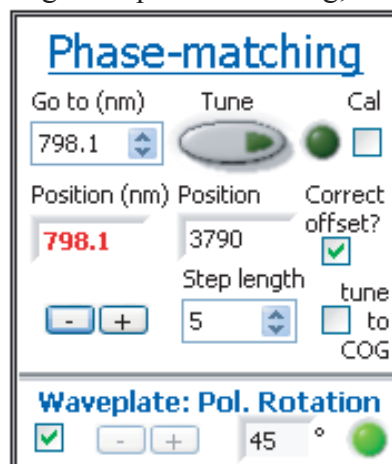 Phase-matching
Go to (nm) Tune Cal
798.1
Position (nm) Position Correct
offset?
798.1 3790
Step length
tune
- + 5 to
COG
Waveplate: Pol. Rotation
- + 45 °